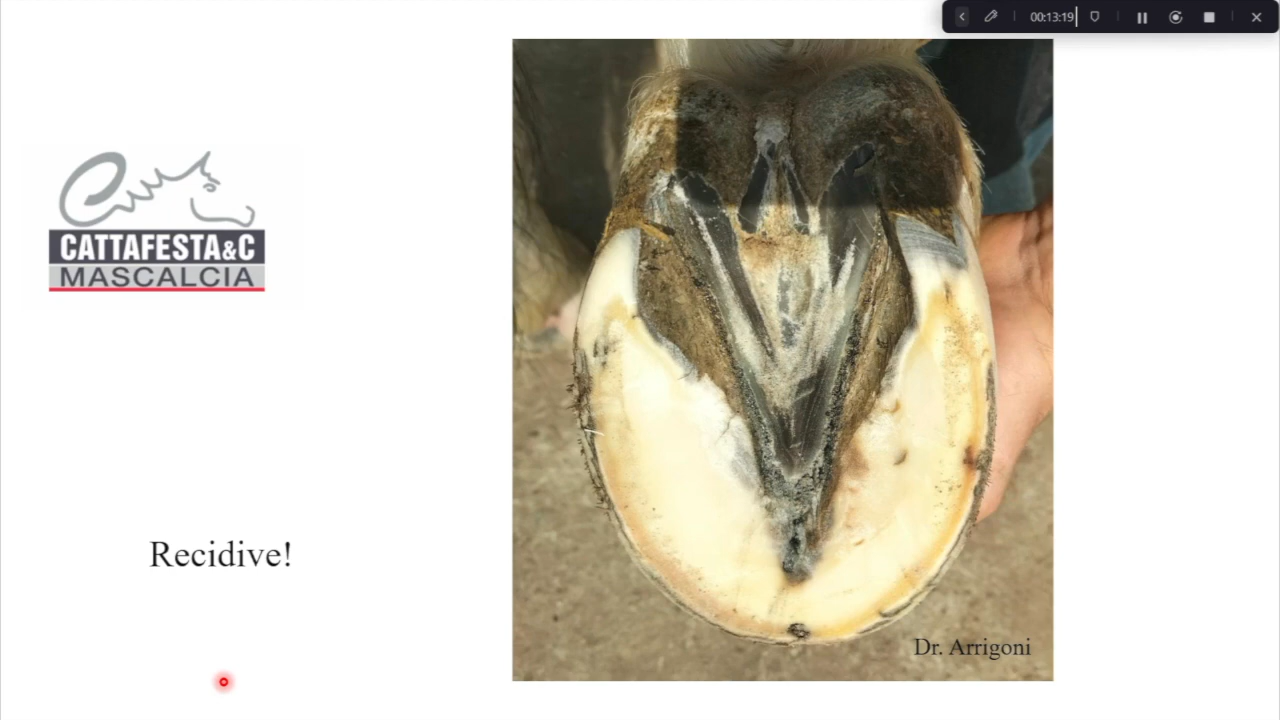 00:13:19
CATTAFESTA&C
MASCALCIA
Recidive!
Dr. Arrigoni